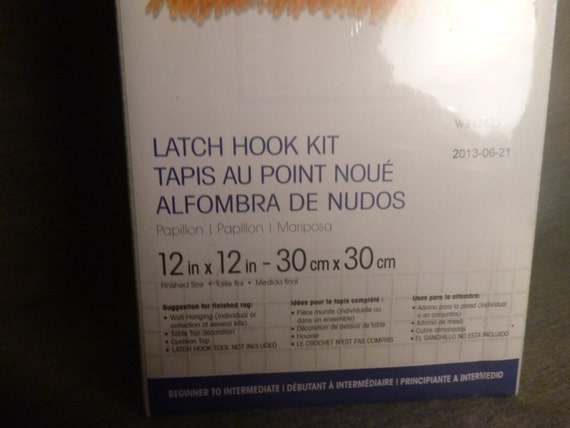 2013-06-21
LATCH HOOK KIT
TAPIS AU POINT NOUÉ
ALFOMBRA DE NUDOS
Papillon | Papillon | Mariposa
12 in x 12 in - 30 cm x 30 cm
Finished Size • Taille fini • Medida final
Suggestion for finished rug:
• Wall Hanging (individual or
collection of several kits)
• Table Top decoration
• Cushion Top
• LATCH HOOK TOOL NOT INCLUDED
Idées pour le tapis complété :
• Pièce murale (individuelle ou
dans un ensemble)
• Décoration de dessus de table
• Housse
• LE CROCHET N'EST PAS COMPRIS
Usos para la alfombra:
• Adorno para la pared (individual
o en conjuntos)
• Adorno de mesa
• Cubre almohadas
• EL GANCHILLO NO ESTÁ INCLUIDO
BEGINNER TO INTERMEDIATE | DÉBUTANT À INTERMÉDIAIRE | PRINCIPIANTE A INTERMEDIO